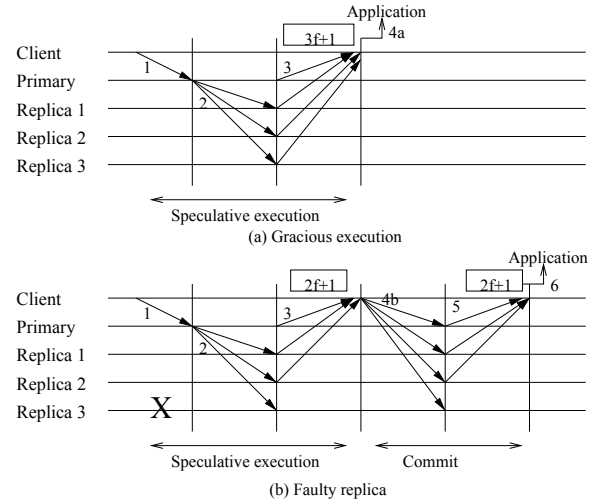 Application
3f+1
4a
Client
1
3
Primary
2
Replica 1
Replica 2
Replica 3
Speculative execution
(a) Gracious execution
Application
2f+1
2f+1
6
Client
1
3
4b
5
Primary
2
Replica 1
Replica 2
Replica 3
X
Speculative execution
Commit
(b) Faulty replica